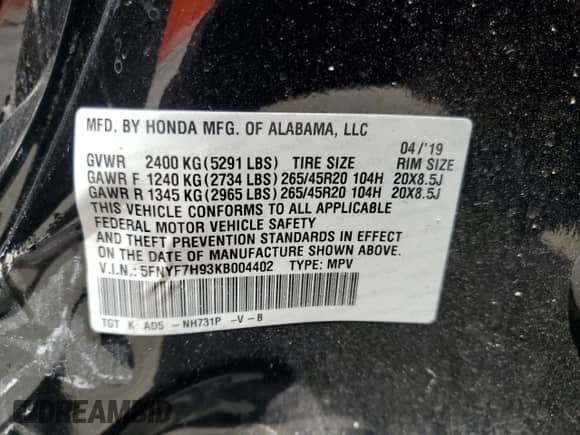 MFD. BY HONDA MFG. OF ALABAMA, LLC
04/'19
GVWR 2400 KG (5291 LBS) TIRE SIZE RIM SIZE
GAWR F 1240 KG (2734 LBS) 265/45R20 104H 20X8.5J
GAWR R 1345 KG (2965 LBS) 265/45R20 104H 20X8.5J
THIS VEHICLE CONFORMS TO ALL APPLICABLE
FEDERAL MOTOR VEHICLE SAFETY
AND THEFT PREVENTION STANDARDS IN EFFECT
ON THE DATE OF MANUFACTURE SHOWN ABOVE.
V.I.N.: 5FNYF7H93KB004402 TYPE: MPV
TGT K AD5 -NH731P -V-B
DREAMBID